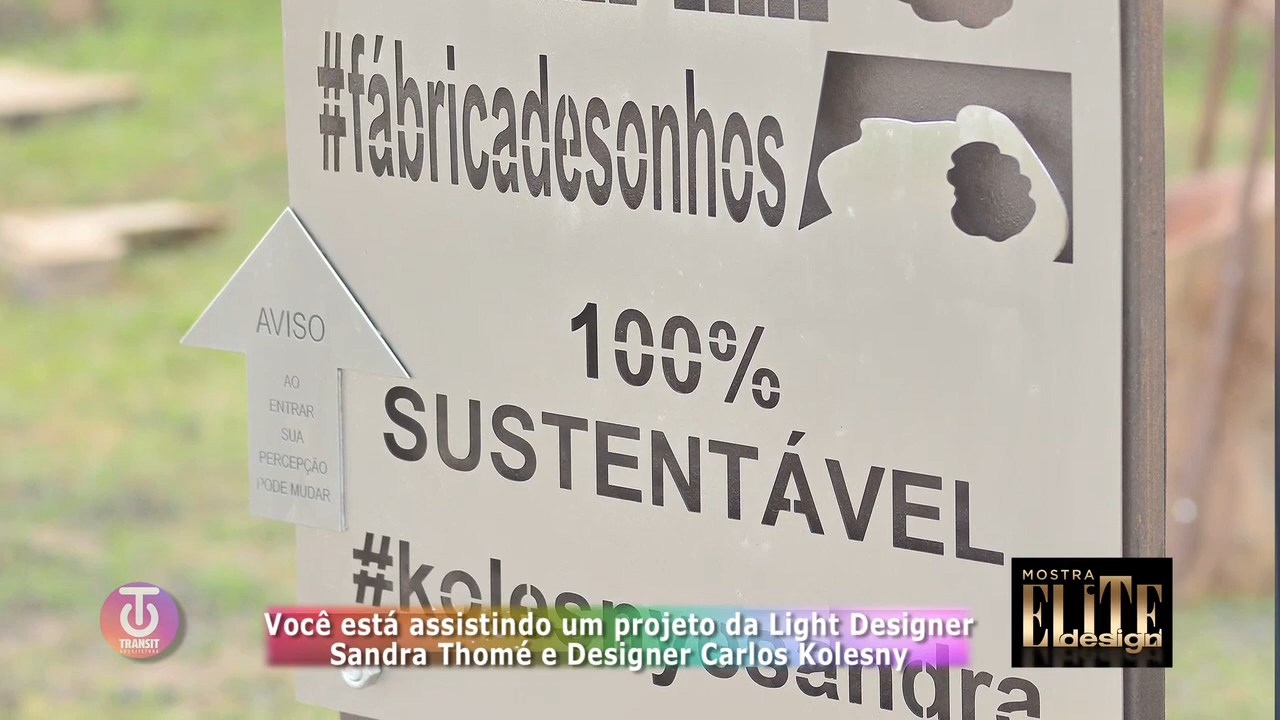 #fábricadesonhos
100%
SUSTENTÁVEL
AVISO
AO
ENTRAR
SUA
PERCEPÇÃO
PODE MUDAR
#kolesnyesandra
Você está assistindo um projeto da Light Designer
Sandra Thomé e Designer Carlos Kolesny
TRANSIT
ARQUITETURA
MOSTRA
ELITE
design